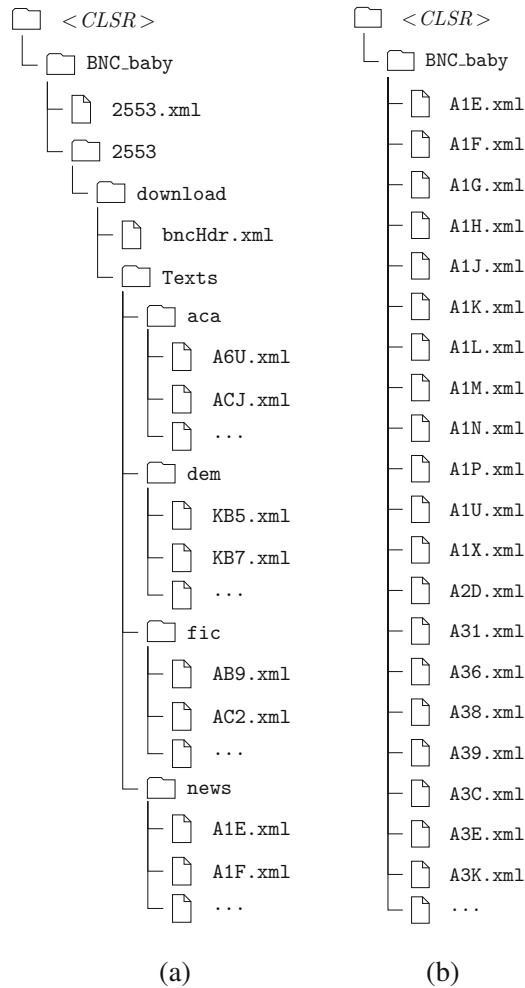 <CLSR>
BNC_baby
2553.xml
2553
download
bncHdr.xml
Texts
aca
A6U.xml
ACJ.xml
...
dem
KB5.xml
KB7.xml
...
fic
AB9.xml
AC2.xml
...
news
A1E.xml
A1F.xml
...
(a)
<CLSR>
BNC_baby
A1E.xml
A1F.xml
A1G.xml
A1H.xml
A1J.xml
A1K.xml
A1L.xml
A1M.xml
A1N.xml
A1P.xml
A1U.xml
A1X.xml
A2D.xml
A31.xml
A36.xml
A38.xml
A39.xml
A3C.xml
A3E.xml
A3K.xml
...
(b)